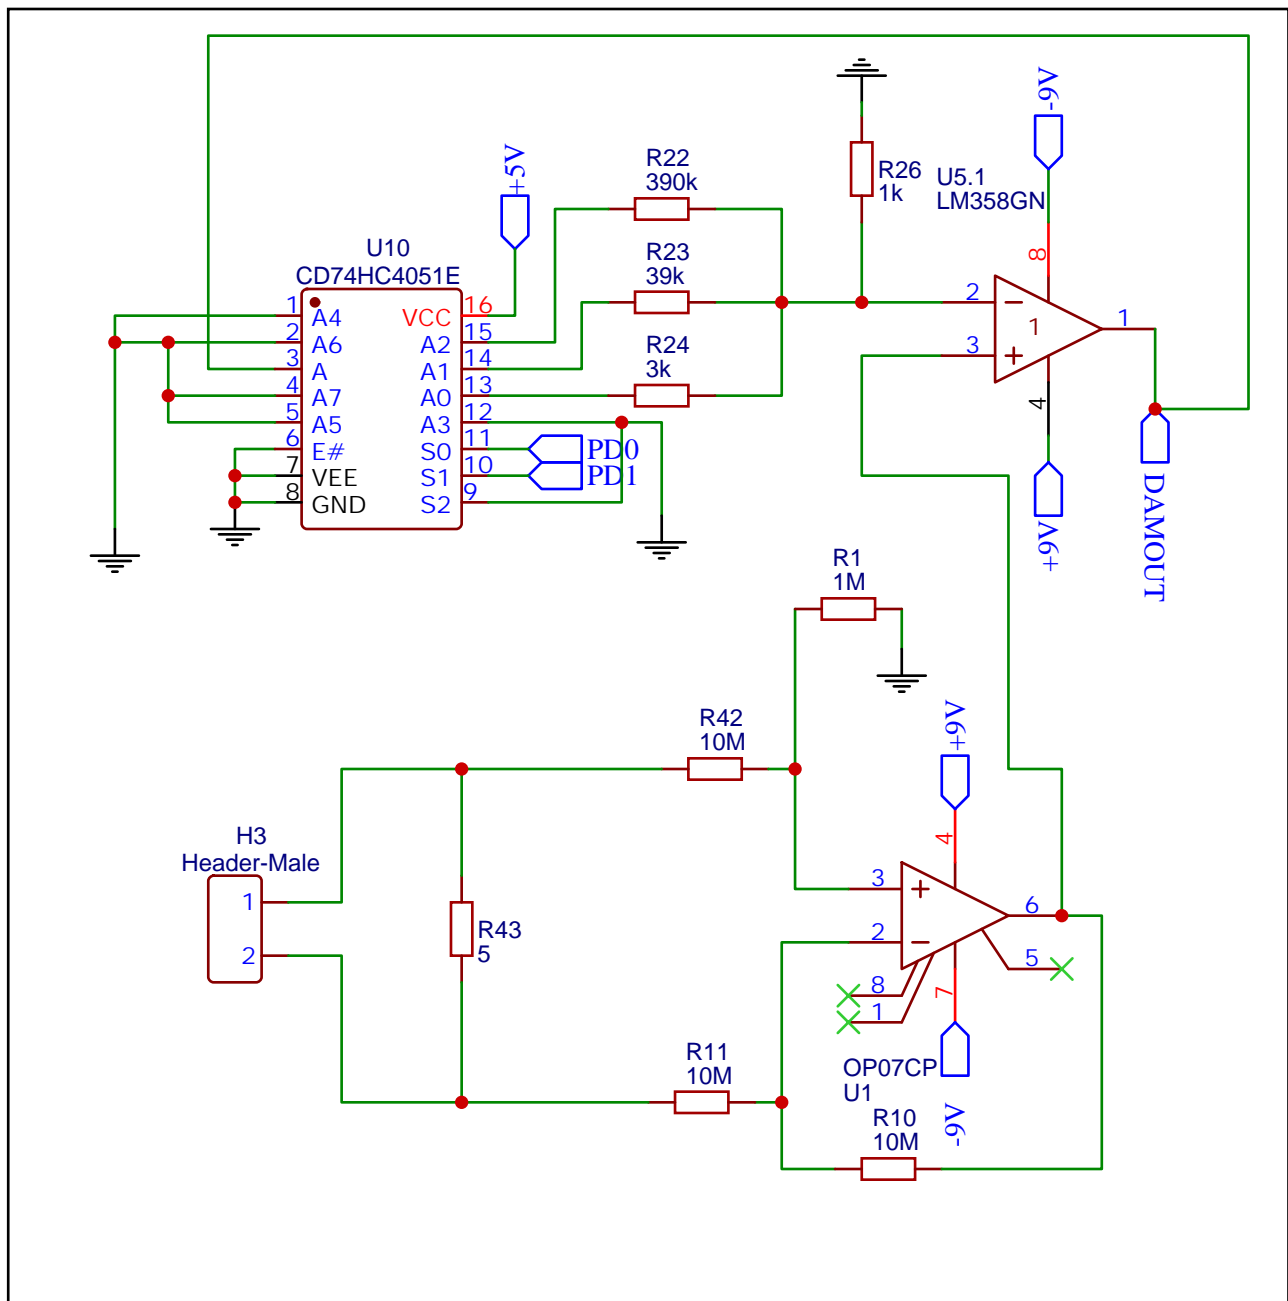 -9V
+5V
R22
390k
R26
1k
U5.1
LM358GN
U10
CD74HC4051E
R23
39k
R24
3k
1 A4
2 A6
3 A
4 A7
5 A5
6 E#
7 VEE
8 GND
VCC 16
A2 15
A1 14
A0 13
A3 12
S0 11
S1 10
S2 9
PD0
PD1
8
2
3
1
1
4
+9V
DAMOUT
R1
1M
R42
10M
+9V
H3
Header-Male
1
2
R43
5
4
3
2
6
5
8
1
7
OP07CP
U1
-9V
R11
10M
R10
10M